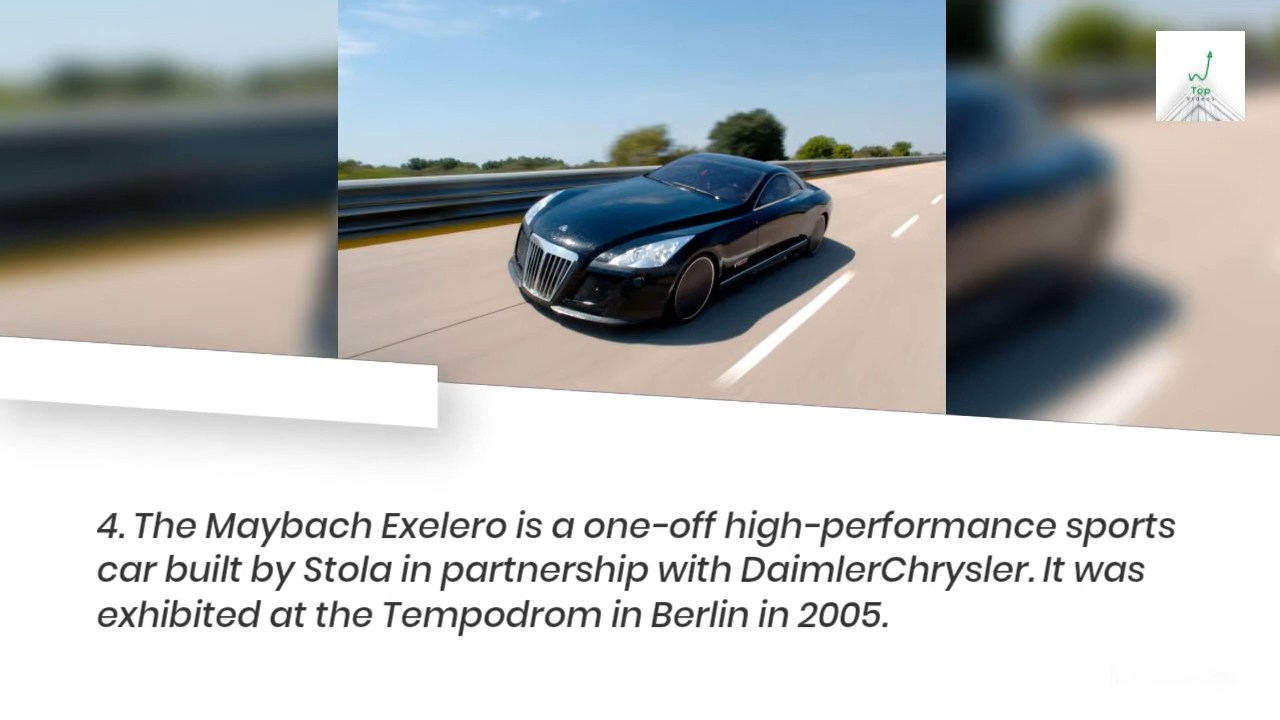 Top
4. The Maybach Exelero is a one-off high-performance sports
car built by Stola in partnership with DaimlerChrysler. It was
exhibited at the Tempodrom in Berlin in 2005.